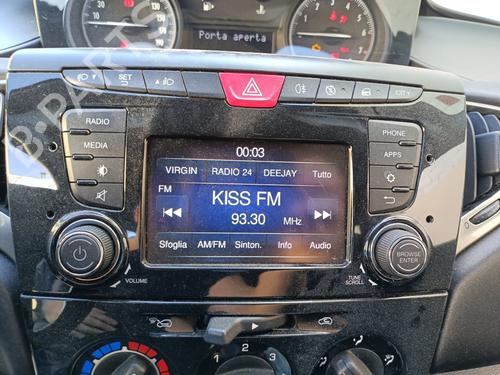 Porta aperta
SET
CITY
RADIO
MEDIA
PHONE
APPS
00:03
VIRGIN RADIO 24 DEEJAY Tutto
FM
KISS FM
93.30 MHz
Sfoglia AM/FM Sinton. Info Audio
VOLUME
TUNE
SCROLL
BROWSE
ENTER
B-PARTS